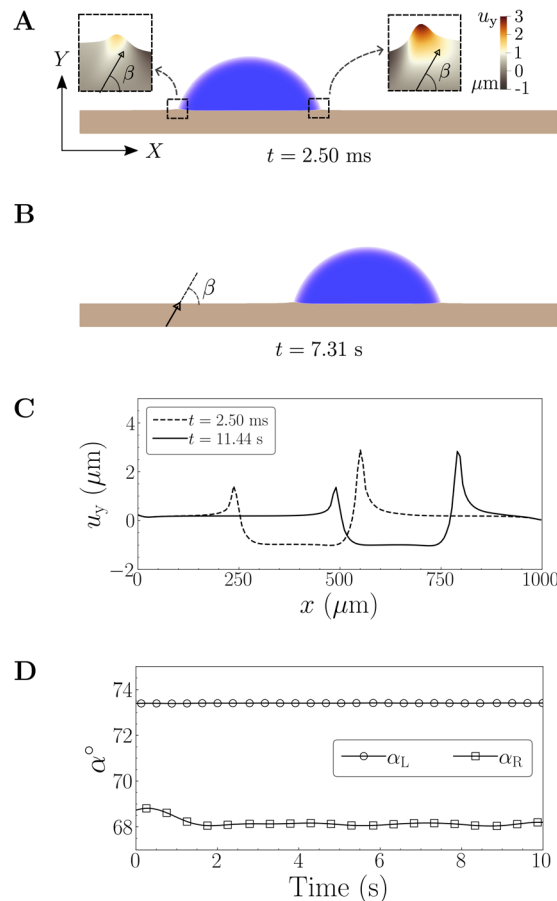 A
u_y
3
2
1
0
-1
μm
β
β
Y
X
t = 2.50 ms
B
β
t = 7.31 s
C
t = 2.50 ms
t = 11.44 s
u_y (μm)
4
2
0
−2
0
250
500
750
1000
x (μm)
D
α°
74
72
70
68
α_L
α_R
0
2
4
6
8
10
Time (s)